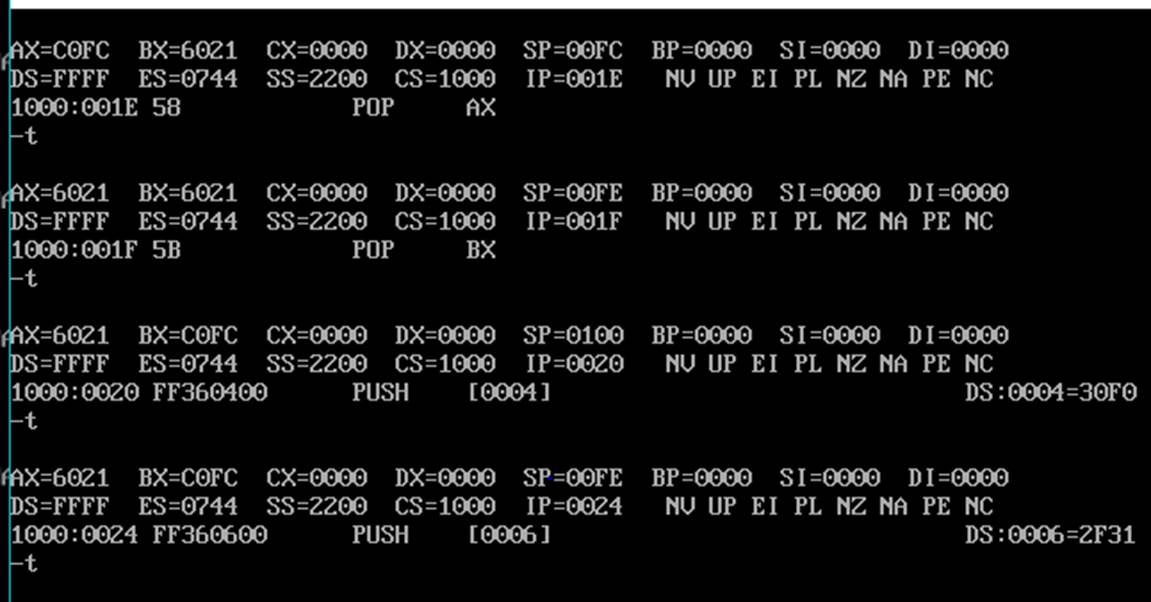 AX=C0FC  BX=6021  CX=0000  DX=0000  SP=00FC  BP=0000  SI=0000  DI=0000
DS=FFFF  ES=0744  SS=2200  CS=1000  IP=001E   NV UP EI PL NZ NA PE NC
1000:001E 58            POP     AX
-t
AX=6021  BX=6021  CX=0000  DX=0000  SP=00FE  BP=0000  SI=0000  DI=0000
DS=FFFF  ES=0744  SS=2200  CS=1000  IP=001F   NV UP EI PL NZ NA PE NC
1000:001F 5B            POP     BX
-t
AX=6021  BX=C0FC  CX=0000  DX=0000  SP=0100  BP=0000  SI=0000  DI=0000
DS=FFFF  ES=0744  SS=2200  CS=1000  IP=0020   NV UP EI PL NZ NA PE NC
1000:0020 FF360400      PUSH    [0004]                             DS:0004=30F0
-t
AX=6021  BX=C0FC  CX=0000  DX=0000  SP=00FE  BP=0000  SI=0000  DI=0000
DS=FFFF  ES=0744  SS=2200  CS=1000  IP=0024   NV UP EI PL NZ NA PE NC
1000:0024 FF360600      PUSH    [0006]                             DS:0006=2F31
-t